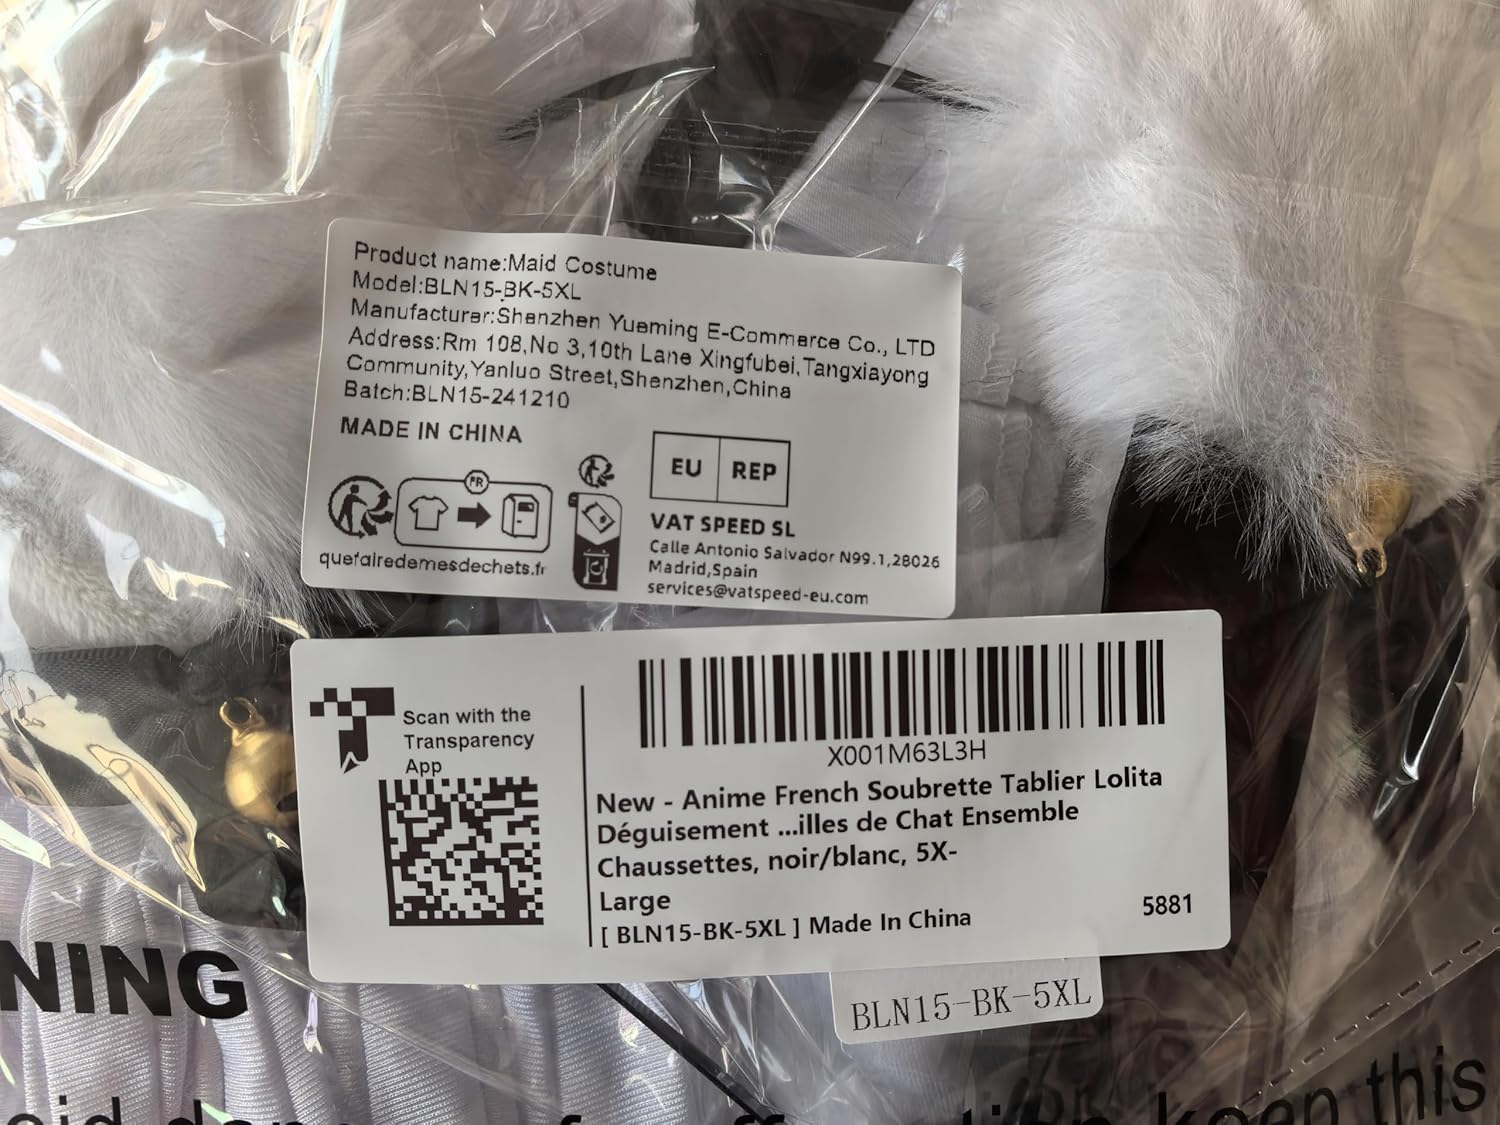 Product name:Maid Costume
Model:BLN15-BK-5XL
Manufacturer:Shenzhen Yueming E-Commerce Co., LTD
Address:Rm 108,No 3,10th Lane Xingfubei,Tangxiayong
Community,Yanluo Street,Shenzhen,China
Batch:BLN15-241210
MADE IN CHINA
FR
quefairedemesdechets.fr
EU REP
VAT SPEED SL
Calle Antonio Salvador N99.1,28026
Madrid,Spain
services@vatspeed-eu.com
Scan with the
Transparency
App
X001M63L3H
New - Anime French Soubrette Tablier Lolita
Déguisement ...illes de Chat Ensemble
Chaussettes, noir/blanc, 5X-
Large
[ BLN15-BK-5XL ] Made In China
5881
BLN15-BK-5XL
NING
keep this